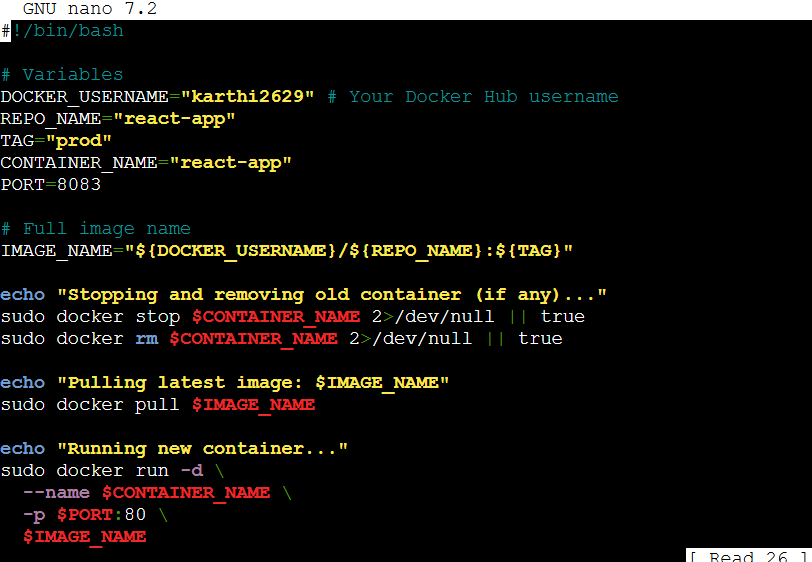 GNU nano 7.2
#!/bin/bash
# Variables
DOCKER_USERNAME="karthi2629" # Your Docker Hub username
REPO_NAME="react-app"
TAG="prod"
CONTAINER_NAME="react-app"
PORT=8083
# Full image name
IMAGE_NAME="${DOCKER_USERNAME}/${REPO_NAME}:${TAG}"
echo "Stopping and removing old container (if any)..."
sudo docker stop $CONTAINER_NAME 2>/dev/null || true
sudo docker rm $CONTAINER_NAME 2>/dev/null || true
echo "Pulling latest image: $IMAGE_NAME"
sudo docker pull $IMAGE_NAME
echo "Running new container..."
sudo docker run -d \
  --name $CONTAINER_NAME \
  -p $PORT:80 \
  $IMAGE_NAME
[ Read 26 l